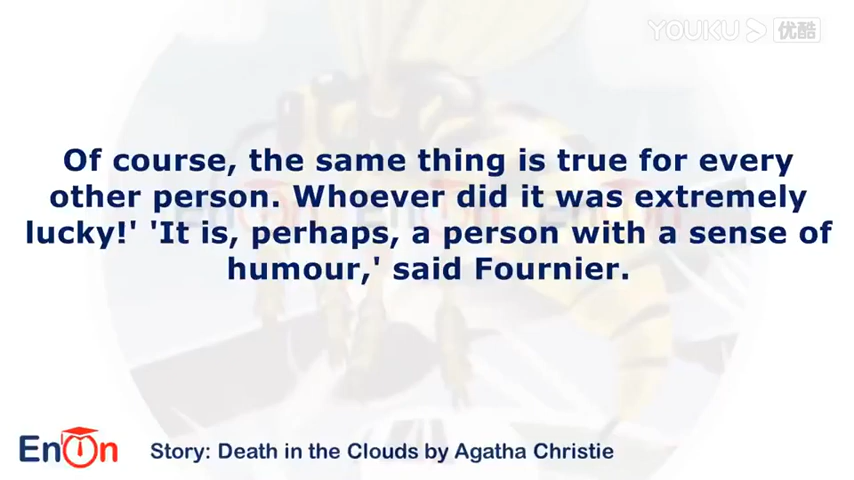 YOUKU 优酷
Of course, the same thing is true for every
other person. Whoever did it was extremely
lucky!' 'It is, perhaps, a person with a sense of
humour,' said Fournier.
EnOn
Story: Death in the Clouds by Agatha Christie